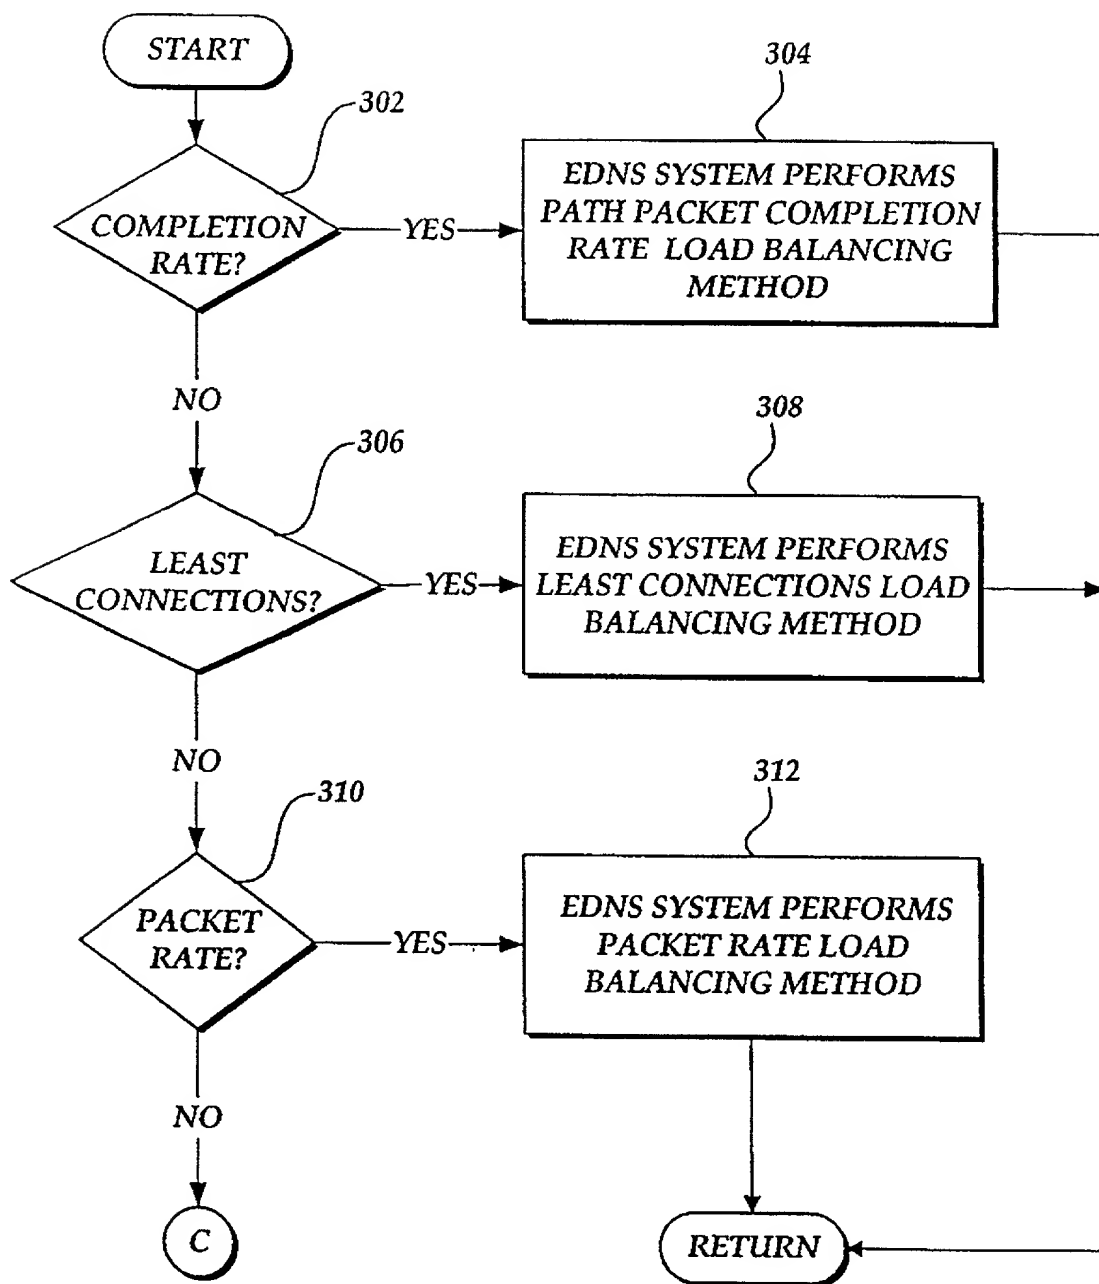 START
304
302
EDNS SYSTEM PERFORMS
PATH PACKET COMPLETION
RATE LOAD BALANCING
METHOD
COMPLETION
RATE?
YES
NO
308
306
EDNS SYSTEM PERFORMS
LEAST CONNECTIONS LOAD
BALANCING METHOD
LEAST
CONNECTIONS?
YES
NO
312
310
EDNS SYSTEM PERFORMS
PACKET RATE LOAD
BALANCING METHOD
PACKET
RATE?
YES
NO
C
RETURN